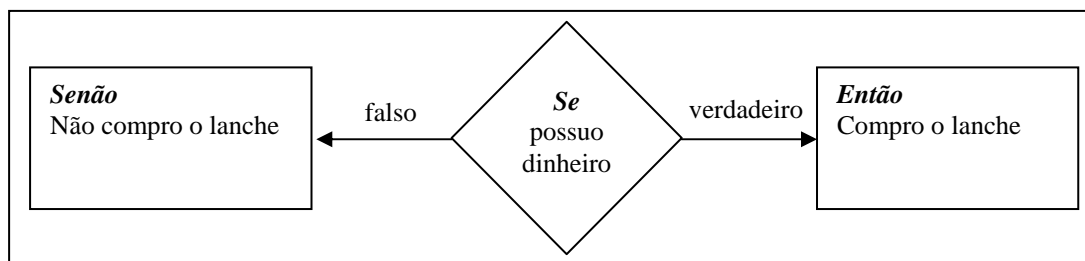 Senão
Não compro o lanche
falso
Se
possuo
dinheiro
verdadeiro
Então
Compro o lanche